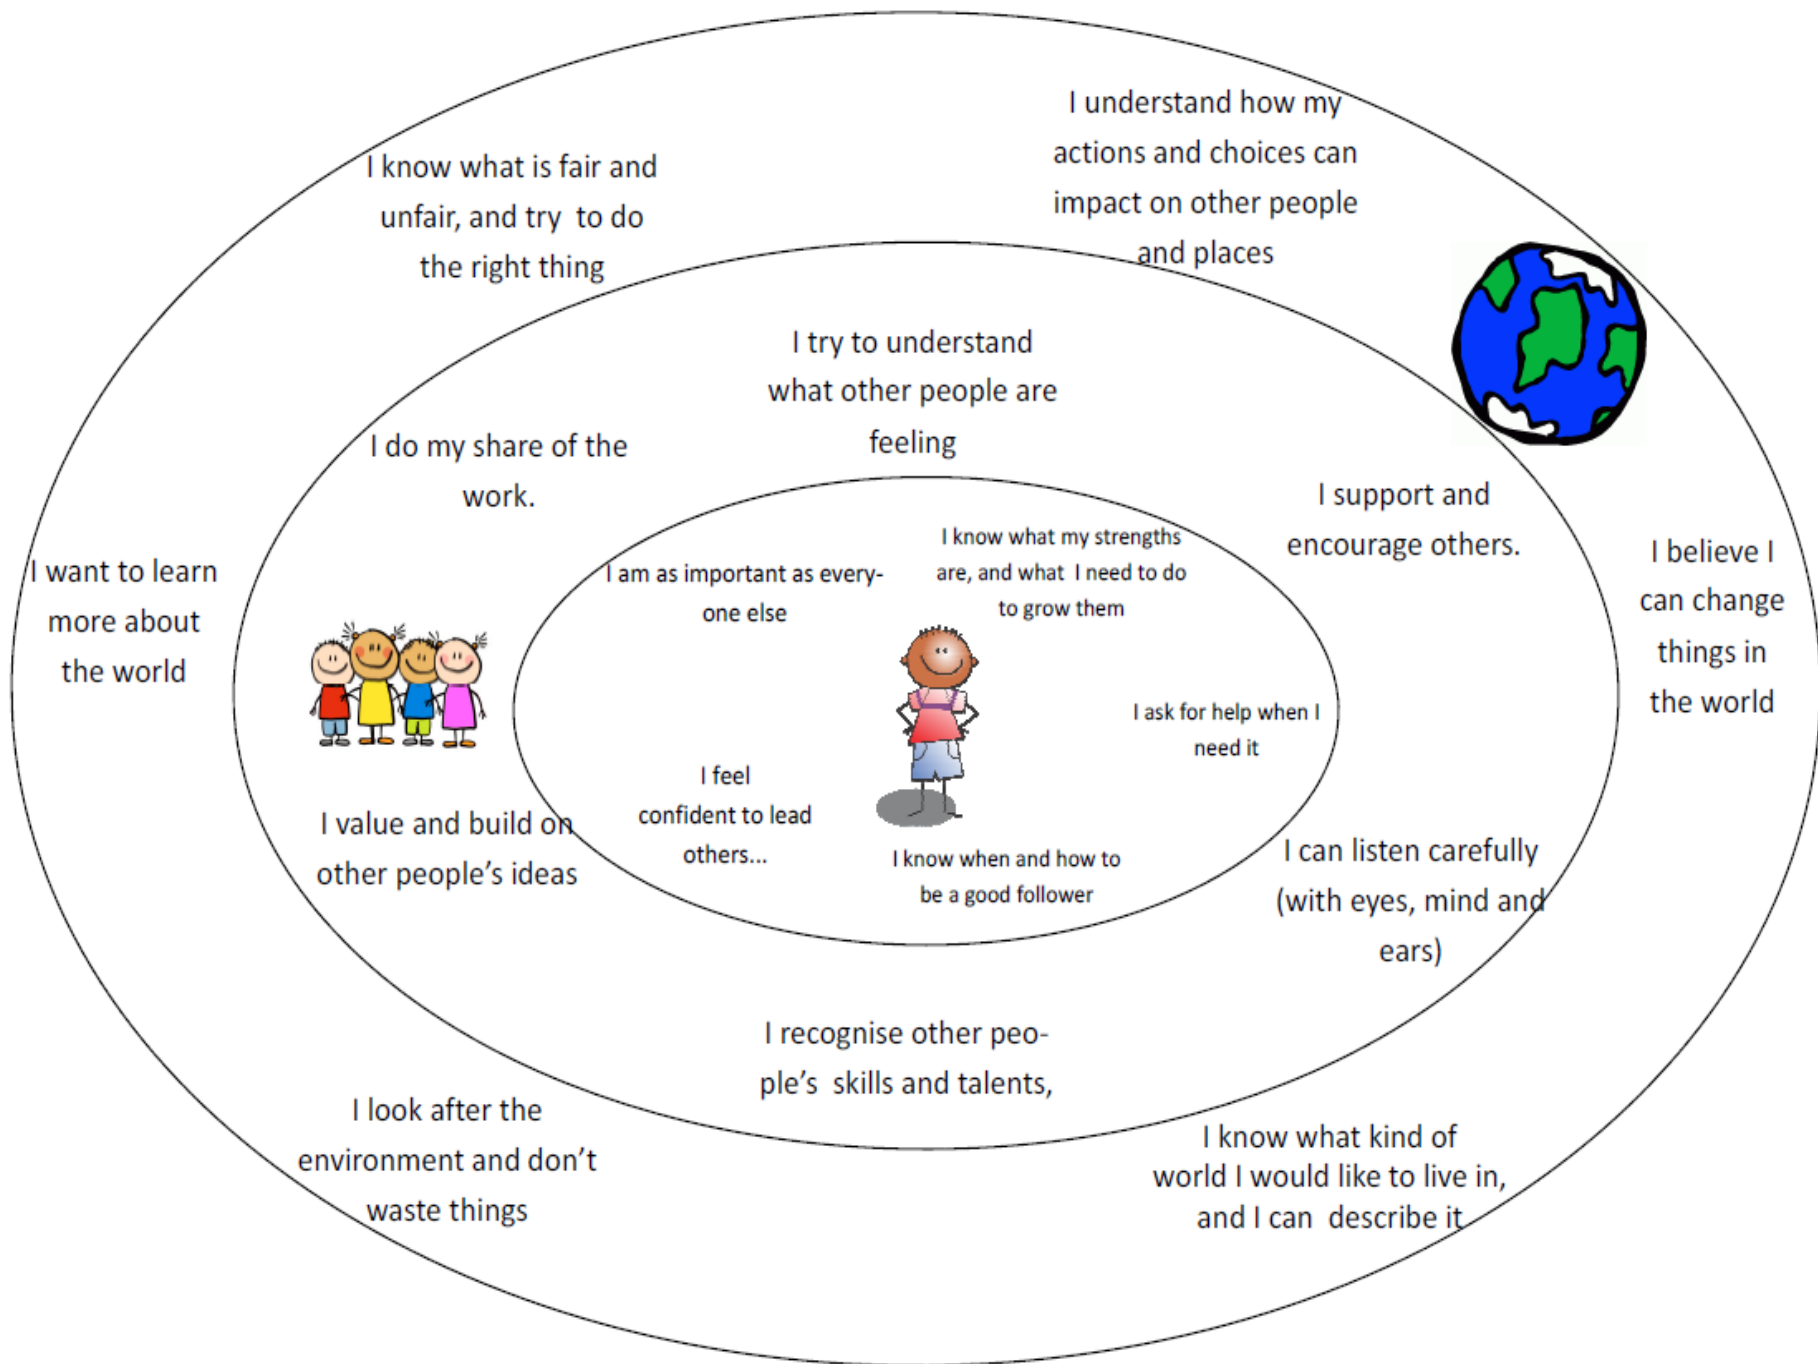 I understand how my
actions and choices can
impact on other people
and places
I know what is fair and
unfair, and try to do
the right thing
I try to understand
what other people are
feeling
I do my share of the
work.
I support and
encourage others.
I want to learn
more about
the world
I believe I
can change
things in
the world
I know what my strengths
are, and what I need to do
to grow them
I am as important as every-
one else
I ask for help when I
need it
I feel
confident to lead
others...
I know when and how to
be a good follower
I value and build on
other people's ideas
I can listen carefully
(with eyes, mind and
ears)
I recognise other peo-
ple's skills and talents,
I look after the
environment and don't
waste things
I know what kind of
world I would like to live in,
and I can describe it